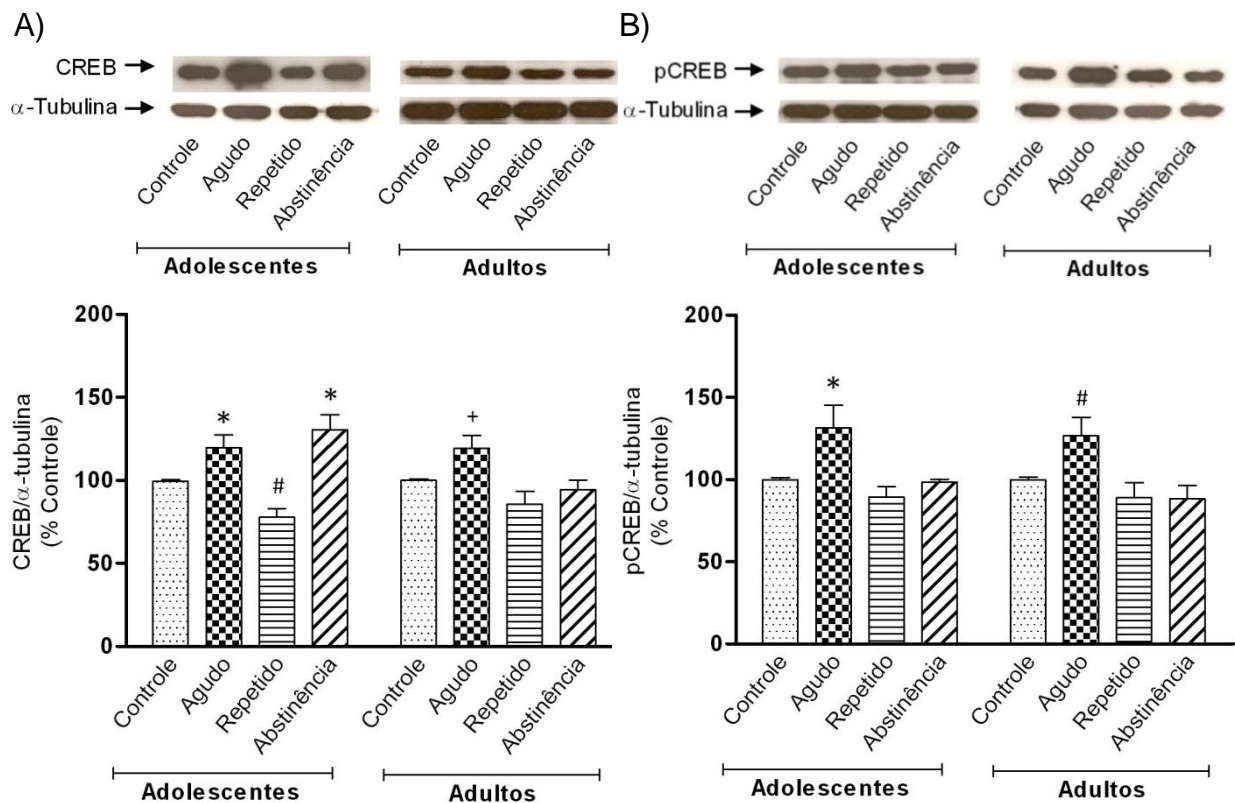 A)
CREB
α-Tubulina
Controle
Agudo
Repetido
Abstinência
Controle
Agudo
Repetido
Abstinência
Adolescentes
Adultos
CREB/α-tubulina
(% Controle)
200
150
100
50
0
*
#
*
+
Controle
Agudo
Repetido
Abstinência
Controle
Agudo
Repetido
Abstinência
Adolescentes
Adultos
B)
pCREB
α-Tubulina
Controle
Agudo
Repetido
Abstinência
Controle
Agudo
Repetido
Abstinência
Adolescentes
Adultos
pCREB/α-tubulina
(% Controle)
200
150
100
50
0
*
#
Controle
Agudo
Repetido
Abstinência
Controle
Agudo
Repetido
Abstinência
Adolescentes
Adultos